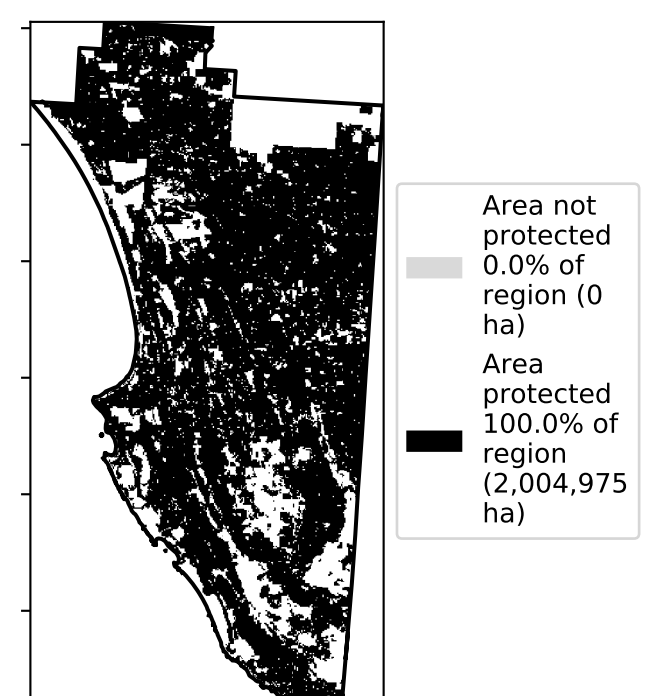 Area not
protected
0.0% of
region (0
ha)
Area
protected
100.0% of
region
(2,004,975
ha)